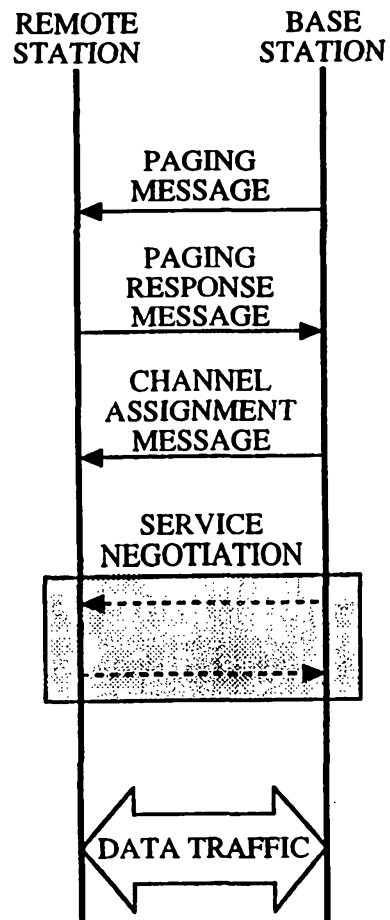 REMOTE
STATION
BASE
STATION
PAGING
MESSAGE
PAGING
RESPONSE
MESSAGE
CHANNEL
ASSIGNMENT
MESSAGE
SERVICE
NEGOTIATION
DATA TRAFFIC